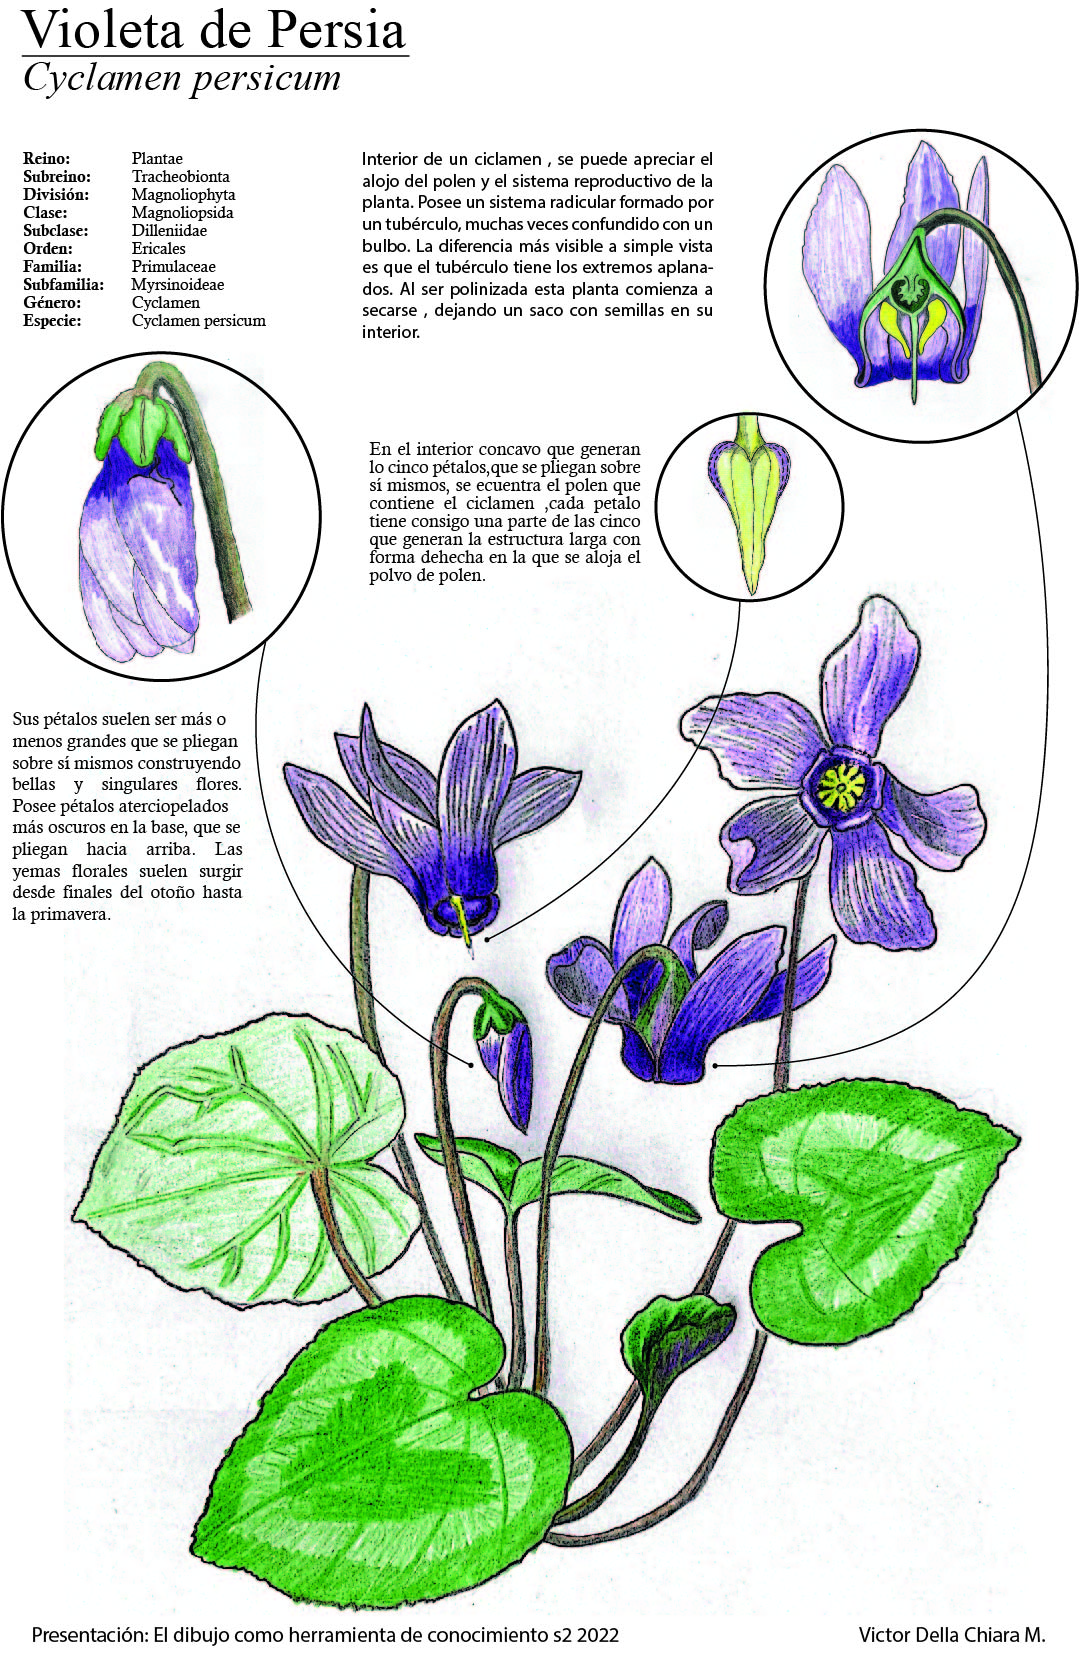 Violeta de Persia
Cyclamen persicum
Reino: Plantae
Subreino: Tracheobionta
División: Magnoliophyta
Clase: Magnoliopsida
Subclase: Dilleniidae
Orden: Ericales
Familia: Primulaceae
Subfamilia: Myrsinoideae
Género: Cyclamen
Especie: Cyclamen persicum
Interior de un ciclamen , se puede apreciar el
alojo del polen y el sistema reproductivo de la
planta. Posee un sistema radicular formado por
un tubérculo, muchas veces confundido con un
bulbo. La diferencia más visible a simple vista
es que el tubérculo tiene los extremos aplana-
dos. Al ser polinizada esta planta comienza a
secarse , dejando un saco con semillas en su
interior.
En el interior concavo que generan
lo cinco pétalos,que se pliegan sobre
sí mismos, se ecuentra el polen que
contiene el ciclamen ,cada petalo
tiene consigo una parte de las cinco
que generan la estructura larga con
forma dehecha en la que se aloja el
polvo de polen.
Sus pétalos suelen ser más o
menos grandes que se pliegan
sobre sí mismos construyendo
bellas y singulares flores.
Posee pétalos aterciopelados
más oscuros en la base, que se
pliegan hacia arriba. Las
yemas florales suelen surgir
desde finales del otoño hasta
la primavera.
Presentación: El dibujo como herramienta de conocimiento s2 2022
Victor Della Chiara M.